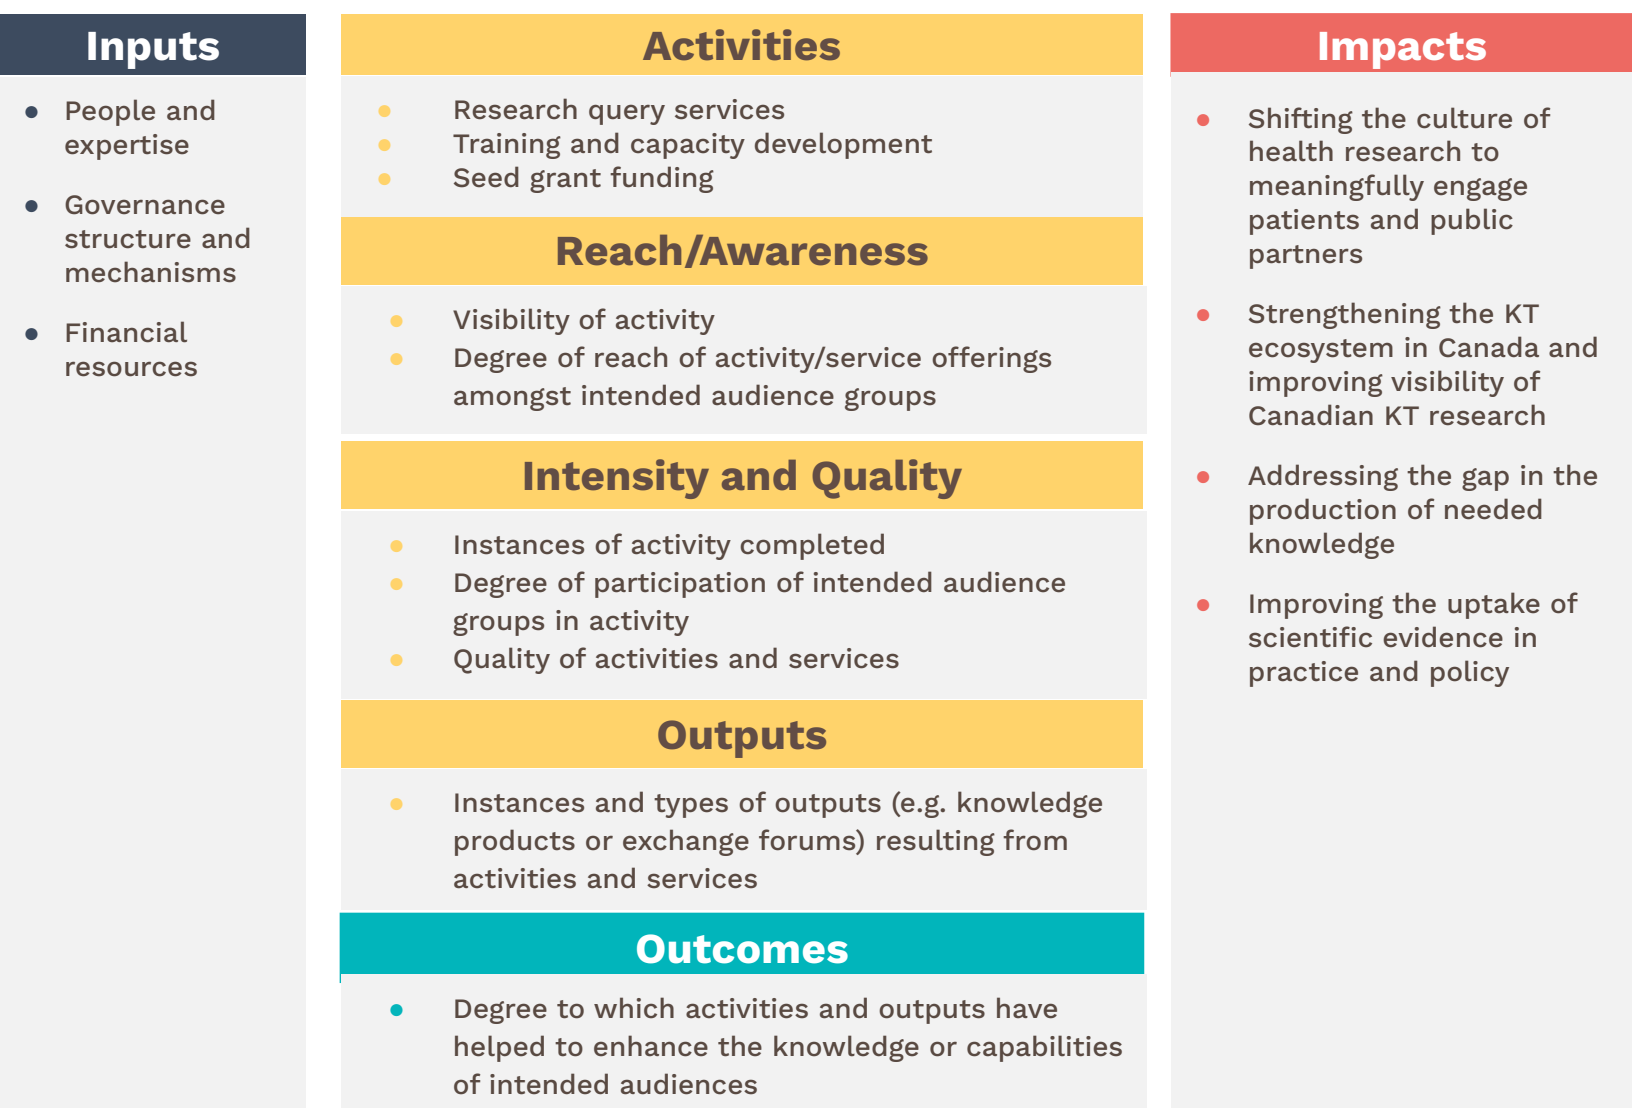 Inputs
People and
expertise
Governance
structure and
mechanisms
Financial
resources
Activities
Research query services
Training and capacity development
Seed grant funding
Reach/Awareness
Visibility of activity
Degree of reach of activity/service offerings
amongst intended audience groups
Intensity and Quality
Instances of activity completed
Degree of participation of intended audience
groups in activity
Quality of activities and services
Outputs
Instances and types of outputs (e.g. knowledge
products or exchange forums) resulting from
activities and services
Outcomes
Degree to which activities and outputs have
helped to enhance the knowledge or capabilities
of intended audiences
Impacts
Shifting the culture of
health research to
meaningfully engage
patients and public
partners
Strengthening the KT
ecosystem in Canada and
improving visibility of
Canadian KT research
Addressing the gap in the
production of needed
knowledge
Improving the uptake of
scientific evidence in
practice and policy